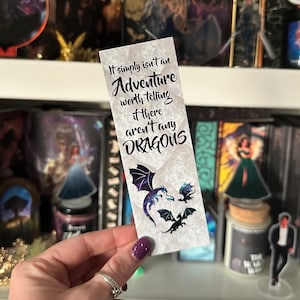 It simply isn't an
Adventure
worth telling
if there
aren't any
DRAGONS